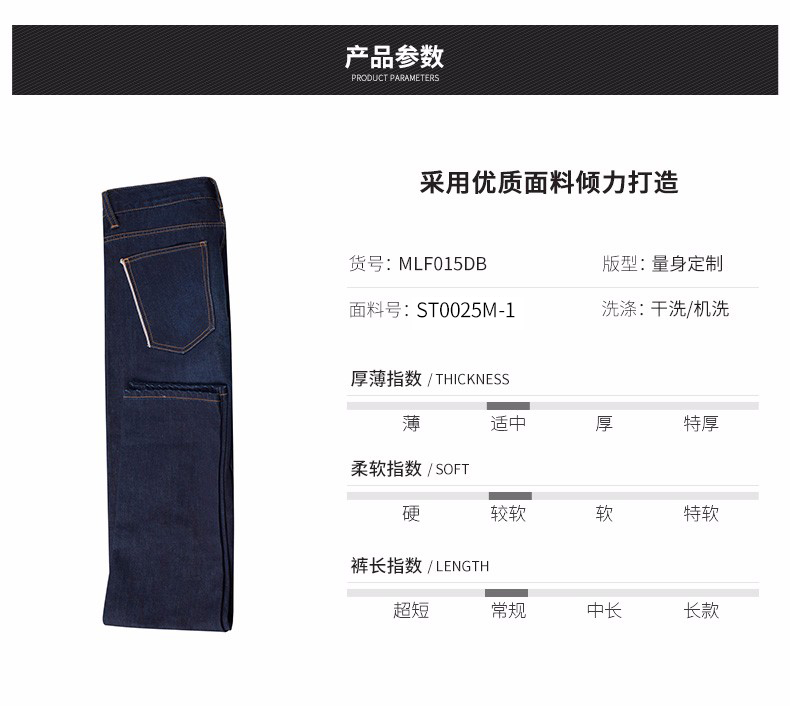 产品参数
PRODUCT PARAMETERS
采用优质面料倾力打造
货号: MLF015DB 版型: 量身定制
面料号: ST0025M-1 洗涤: 干洗/机洗
厚薄指数 / THICKNESS
薄 适中 厚 特厚
柔软指数 / SOFT
硬 较软 软 特软
裤长指数 / LENGTH
超短 常规 中长 长款